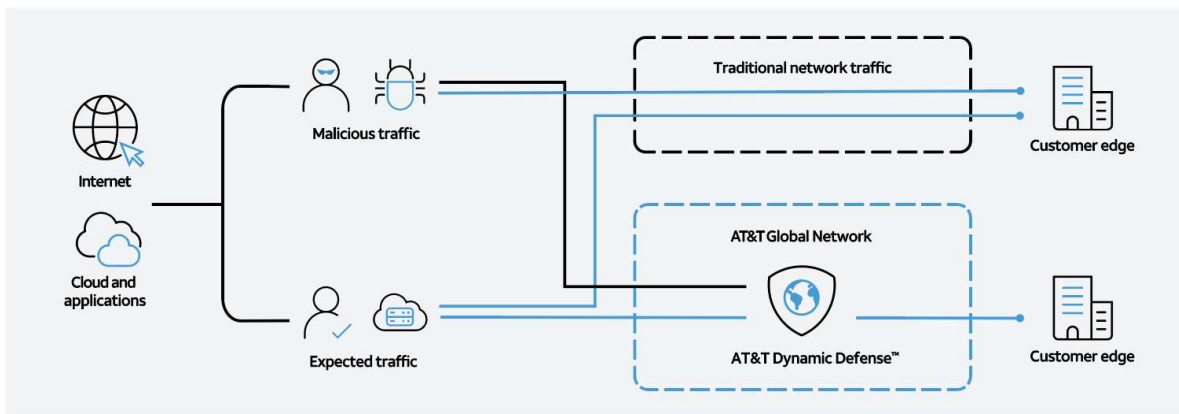 Internet
Cloud and
applications
Malicious traffic
Expected traffic
Traditional network traffic
Customer edge
AT&T Global Network
AT&T Dynamic Defense™
Customer edge